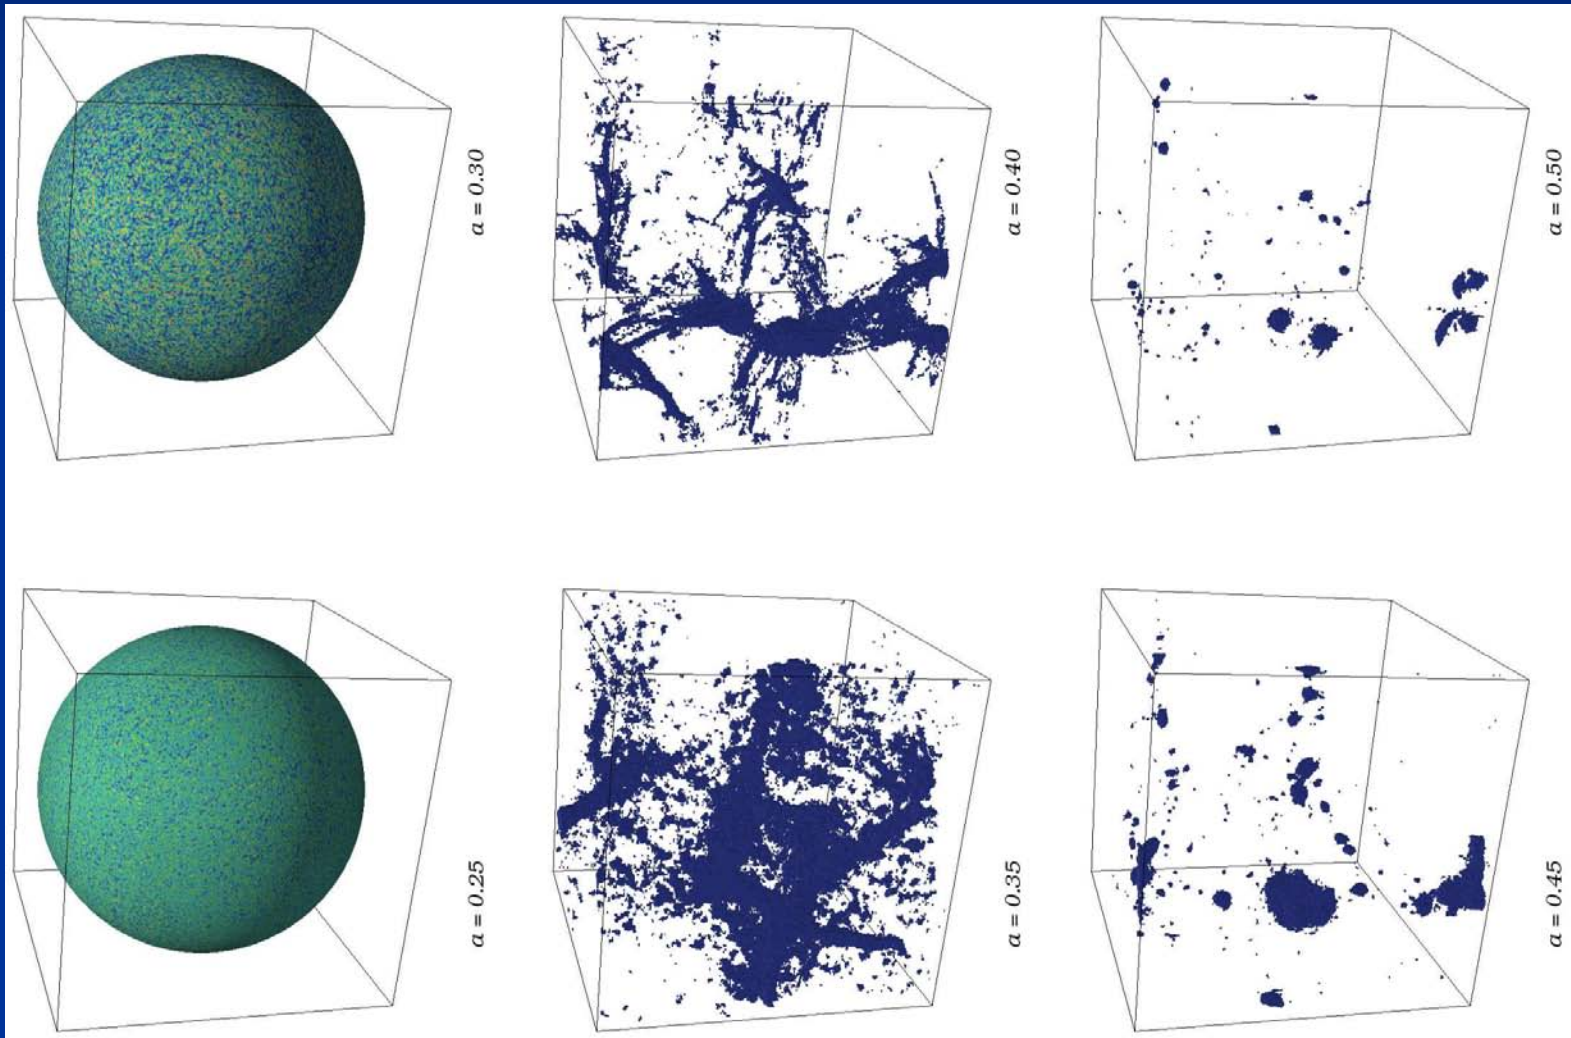 α = 0.25
α = 0.30
α = 0.35
α = 0.40
α = 0.45
α = 0.50